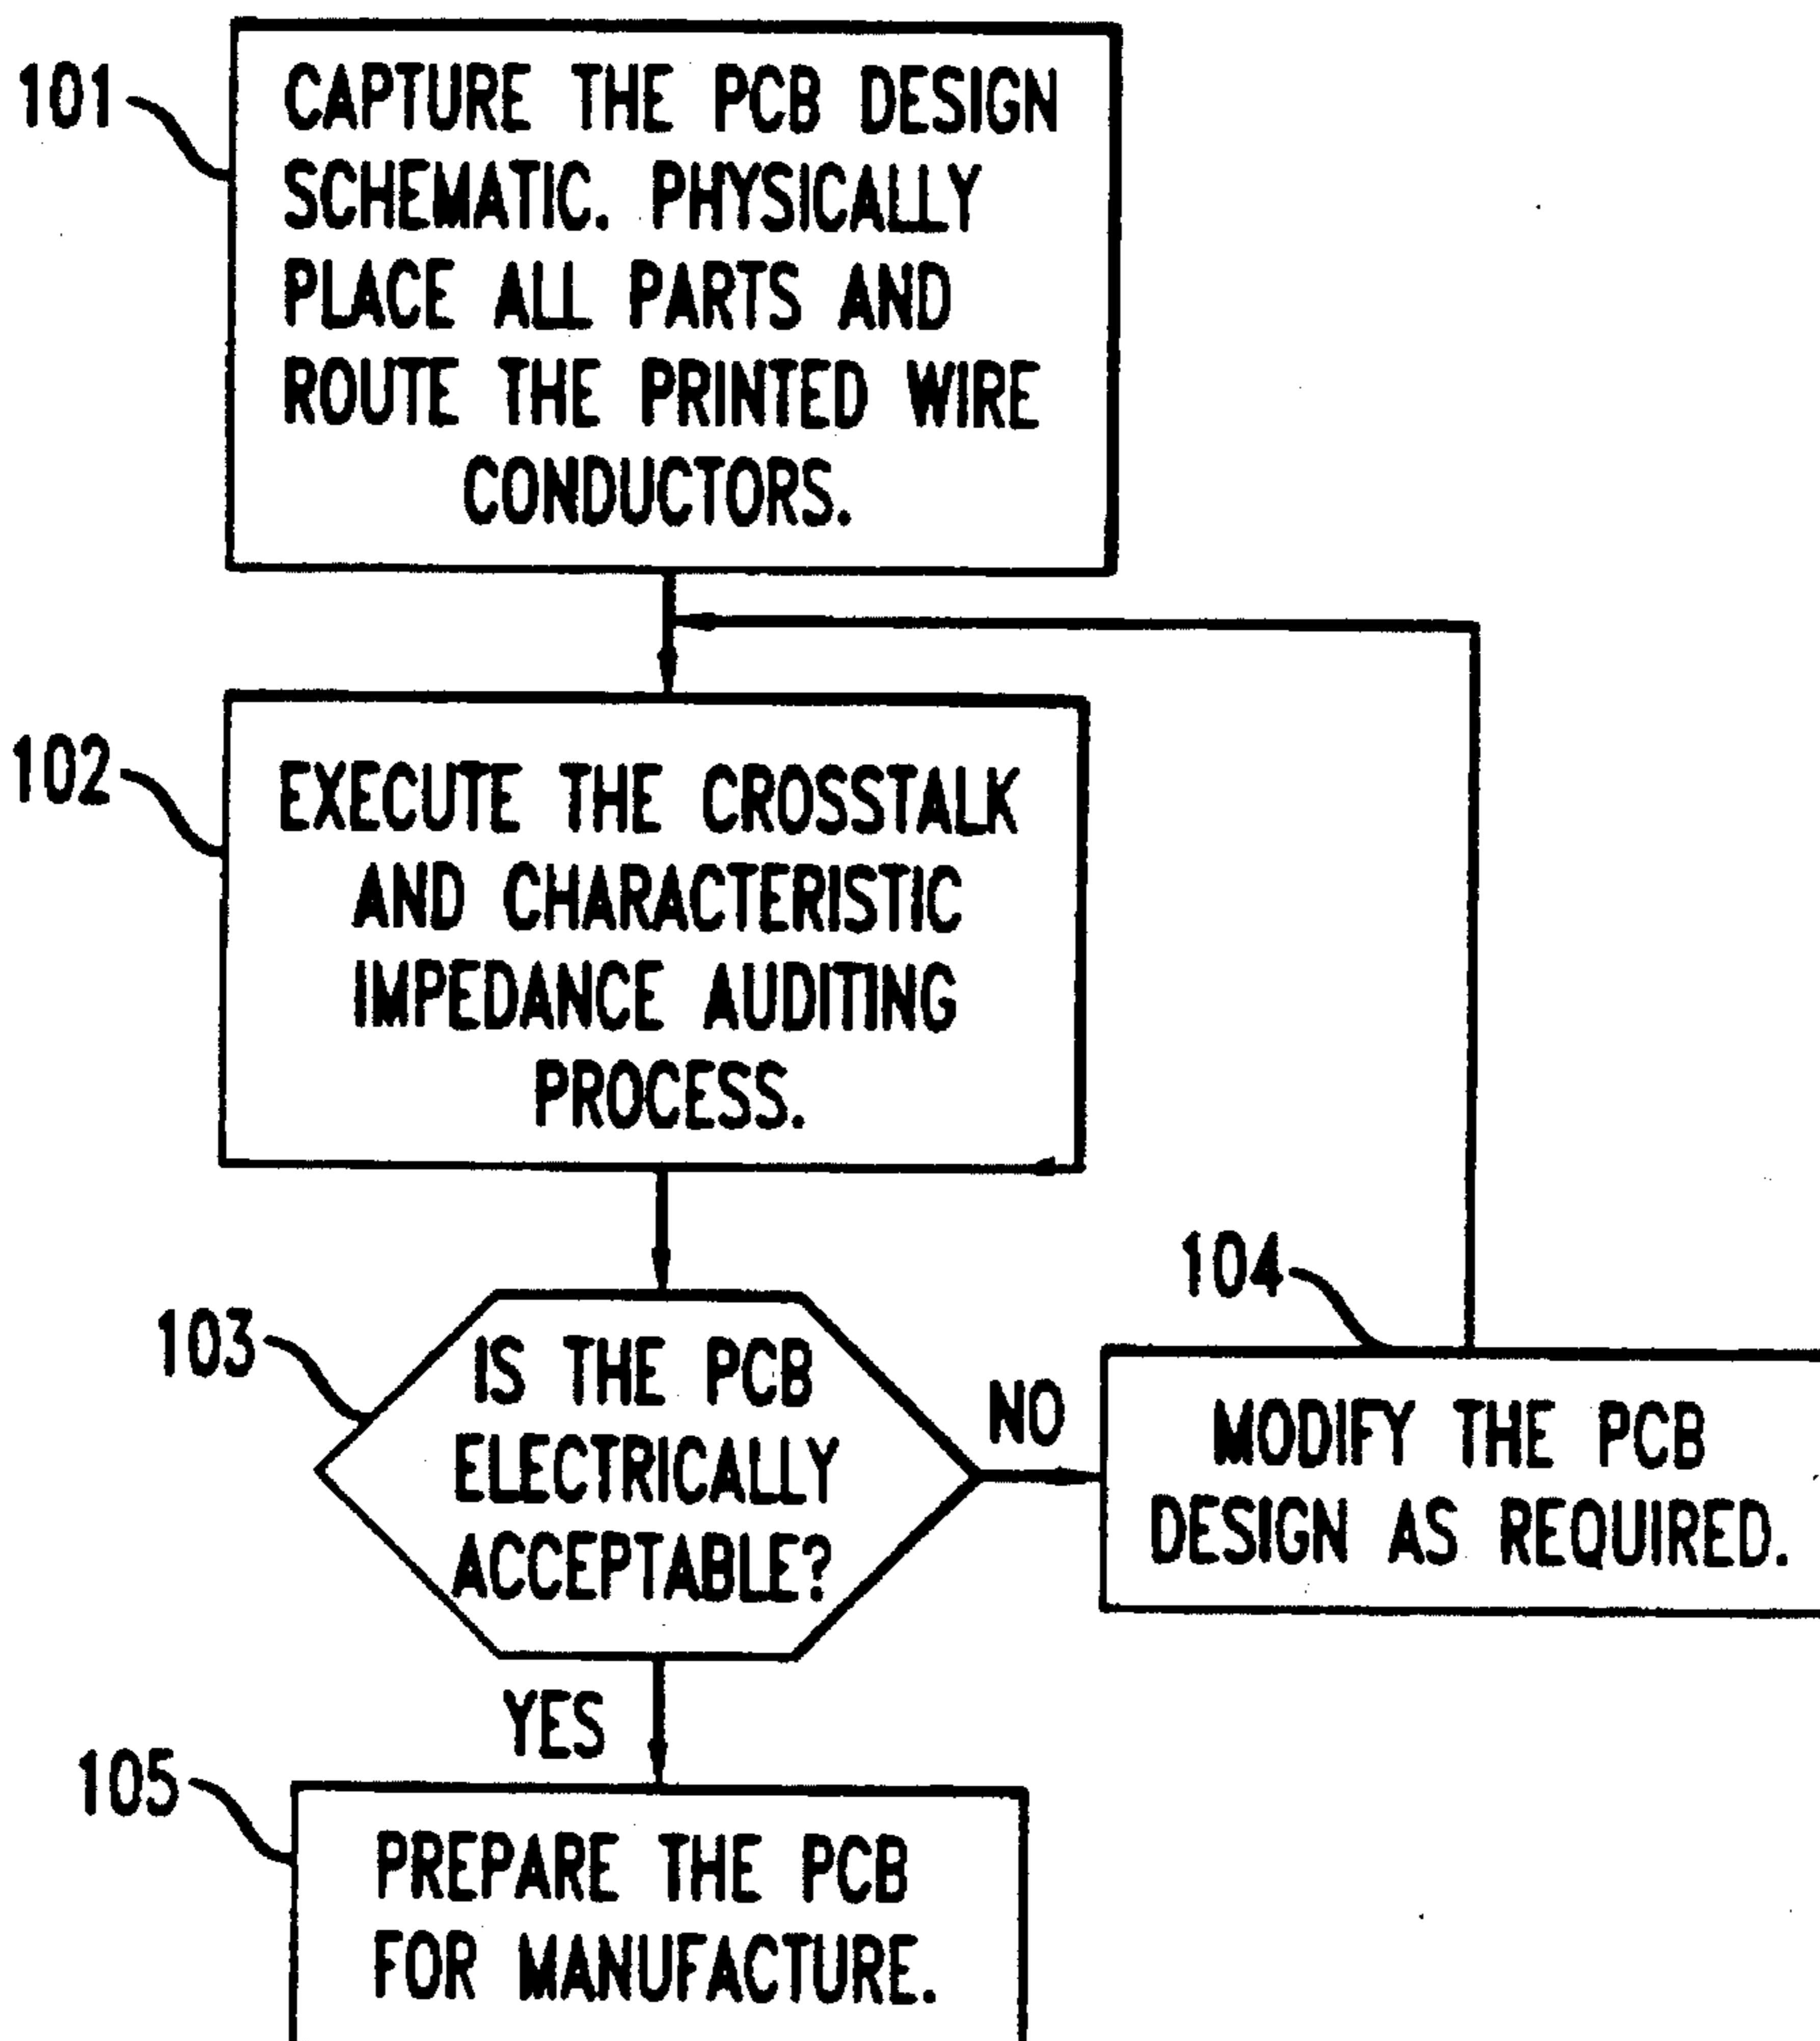 101
CAPTURE THE PCB DESIGN
SCHEMATIC. PHYSICALLY
PLACE ALL PARTS AND
ROUTE THE PRINTED WIRE
CONDUCTORS.
102
EXECUTE THE CROSSTALK
AND CHARACTERISTIC
IMPEDANCE AUDITING
PROCESS.
103
IS THE PCB
ELECTRICALLY
ACCEPTABLE?
NO
104
MODIFY THE PCB
DESIGN AS REQUIRED.
YES
105
PREPARE THE PCB
FOR MANUFACTURE.